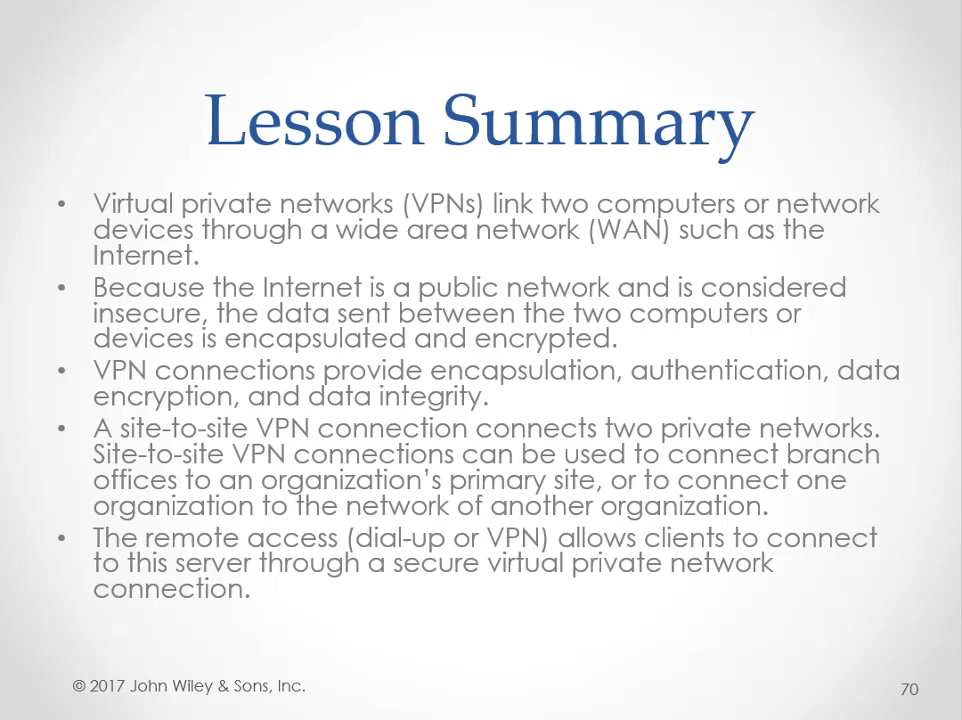 Lesson Summary
• Virtual private networks (VPNs) link two computers or network
devices through a wide area network (WAN) such as the
Internet.
• Because the Internet is a public network and is considered
insecure, the data sent between the two computers or
devices is encapsulated and encrypted.
• VPN connections provide encapsulation, authentication, data
encryption, and data integrity.
• A site-to-site VPN connection connects two private networks.
Site-to-site VPN connections can be used to connect branch
offices to an organization’s primary site, or to connect one
organization to the network of another organization.
• The remote access (dial-up or VPN) allows clients to connect
to this server through a secure virtual private network
connection.
© 2017 John Wiley & Sons, Inc.
70